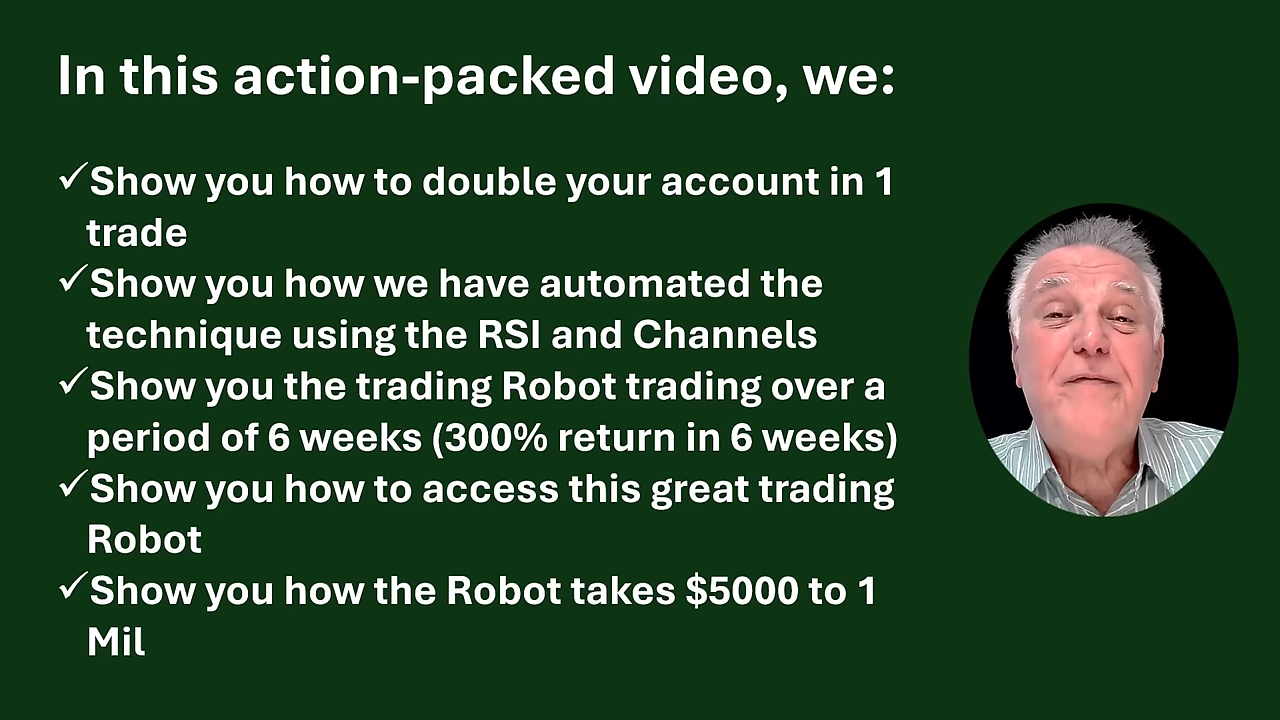 In this action-packed video, we:
✓Show you how to double your account in 1
trade
✓Show you how we have automated the
technique using the RSI and Channels
✓Show you the trading Robot trading over a
period of 6 weeks (300% return in 6 weeks)
✓Show you how to access this great trading
Robot
✓Show you how the Robot takes $5000 to 1
Mil